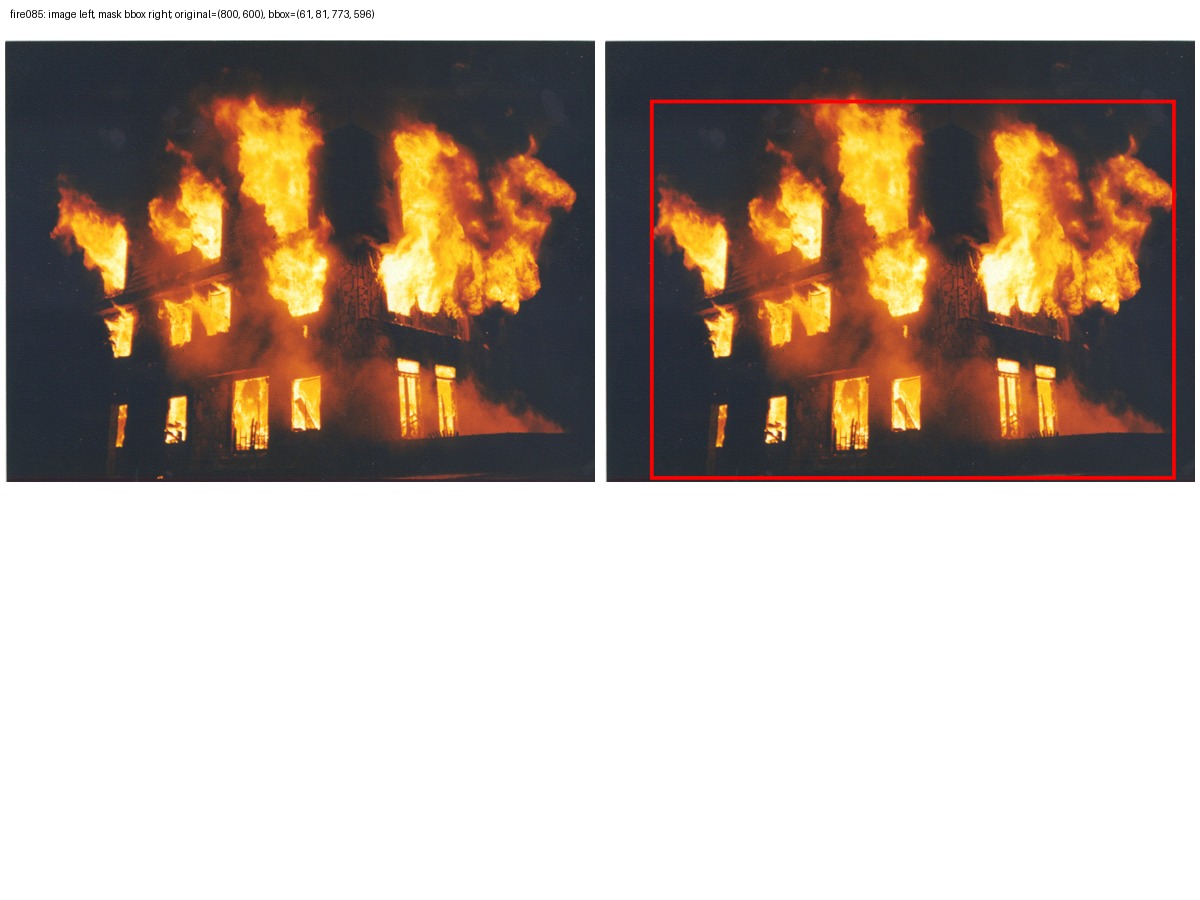 fire085: image left, mask bbox right; original=(800, 600), bbox=(61, 81, 773, 596)